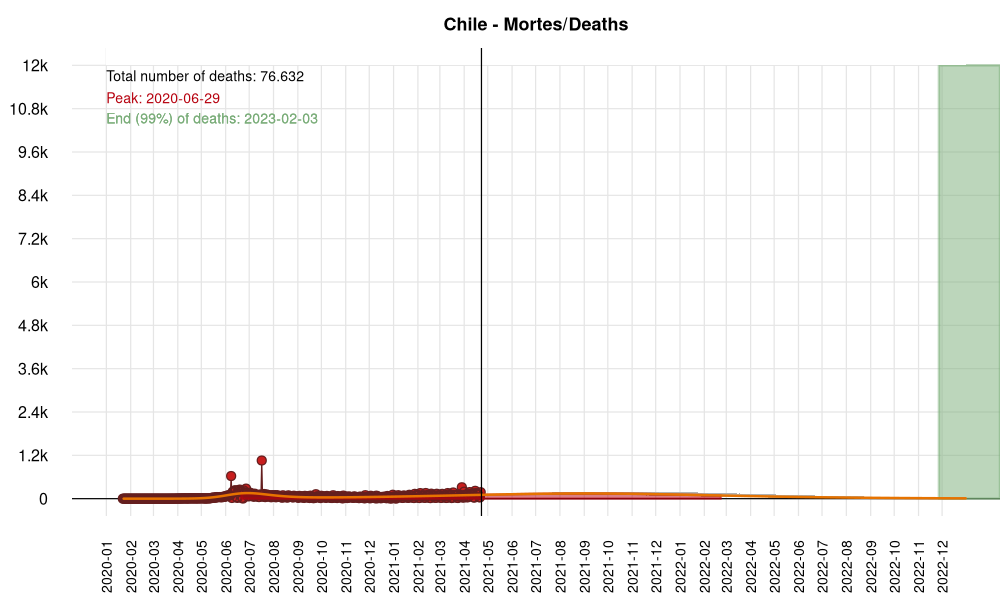 Chile - Mortes/Deaths
Total number of deaths: 76.632
Peak: 2020-06-29
End (99%) of deaths: 2023-02-03
12k
10.8k
9.6k
8.4k
7.2k
6k
4.8k
3.6k
2.4k
1.2k
0
2020-01
2020-02
2020-03
2020-04
2020-05
2020-06
2020-07
2020-08
2020-09
2020-10
2020-11
2020-12
2021-01
2021-02
2021-03
2021-04
2021-05
2021-06
2021-07
2021-08
2021-09
2021-10
2021-11
2021-12
2022-01
2022-02
2022-03
2022-04
2022-05
2022-06
2022-07
2022-08
2022-09
2022-10
2022-11
2022-12